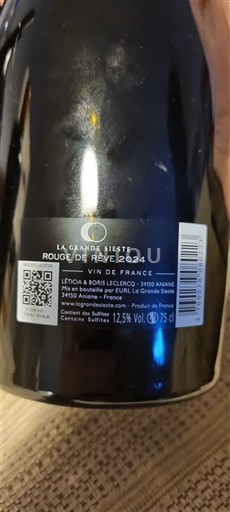 LA GRANDE SIESTE
ROUGE DE RÊVE 2024
VIN DE FRANCE
LÉTICIA & BORIS LECLERCQ - 34150 ANIANE
Mis en bouteille par EURL La Grande Sieste
34150 Aniane – France
www.lagrandesieste.com - Produit de France
Contient des Sulfites
Contains Sulfites
12,5% Vol.
75 cl